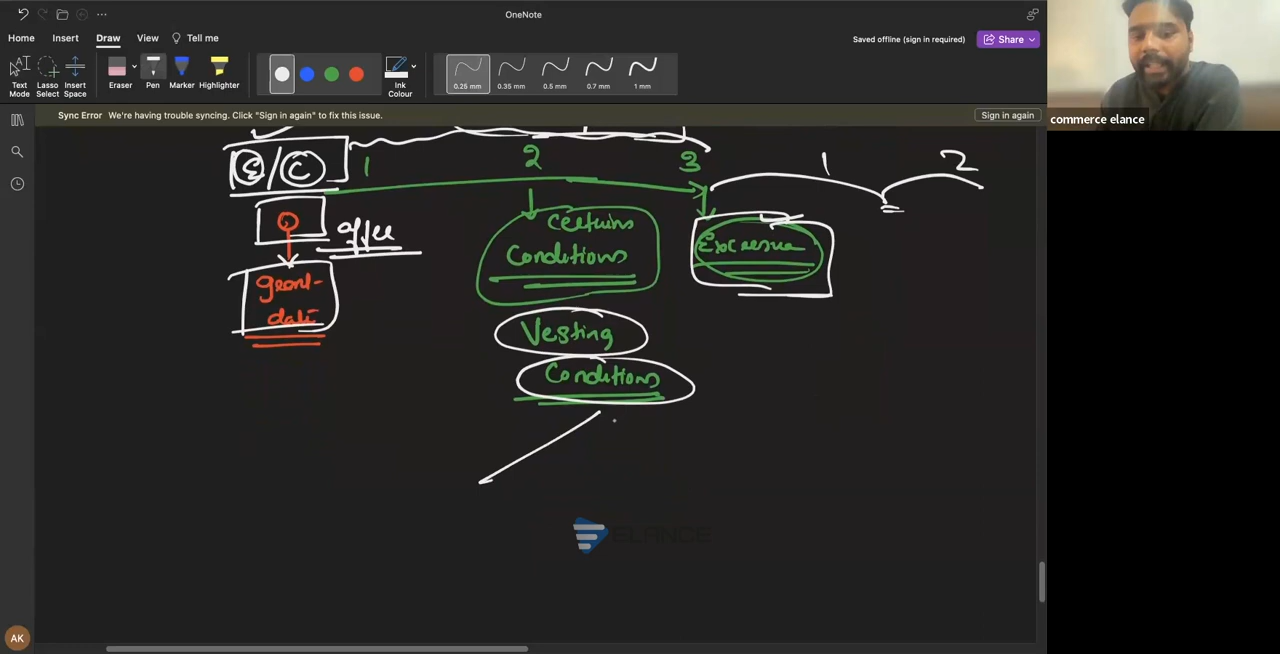 OneNote
Home Insert Draw View Tell me
Saved offline (sign in required) Share
Text Mode
Lasso Select
Insert Space
Eraser
Pen
Marker
Highlighter
Ink Colour
0.25 mm 0.35 mm 0.5 mm 0.7 mm 1 mm
Sync Error We're having trouble syncing. Click "Sign in again" to fix this issue. Sign in again
commerce elance
E/C 1 2 3 1 2
Certains
Conditions
offer
grant
date
Vesting
Conditions
ELANCE
AK